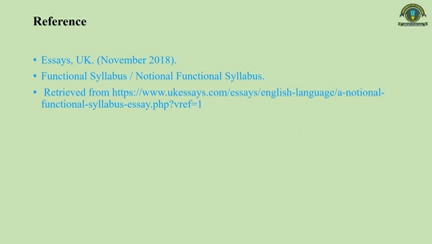 Reference
• Essays, UK. (November 2018).
• Functional Syllabus / Notional Functional Syllabus.
• Retrieved from https://www.ukessays.com/essays/english-language/a-notional-
functional-syllabus-essay.php?vref=1